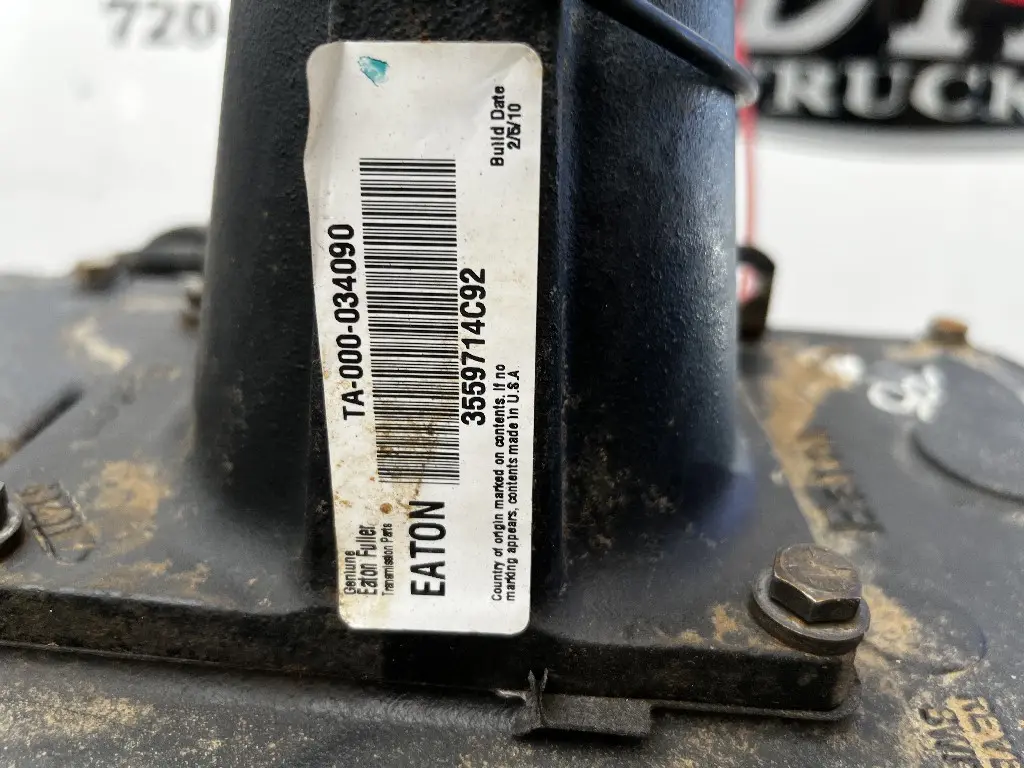 720
TRUCK
TA-000-034090
3559714C92
Build Date
2/5/10
Genuine
Eaton Fuller
Transmission Parts
EATON
Country of origin marked on contents. If no
marking appears, contents made in U.S.A